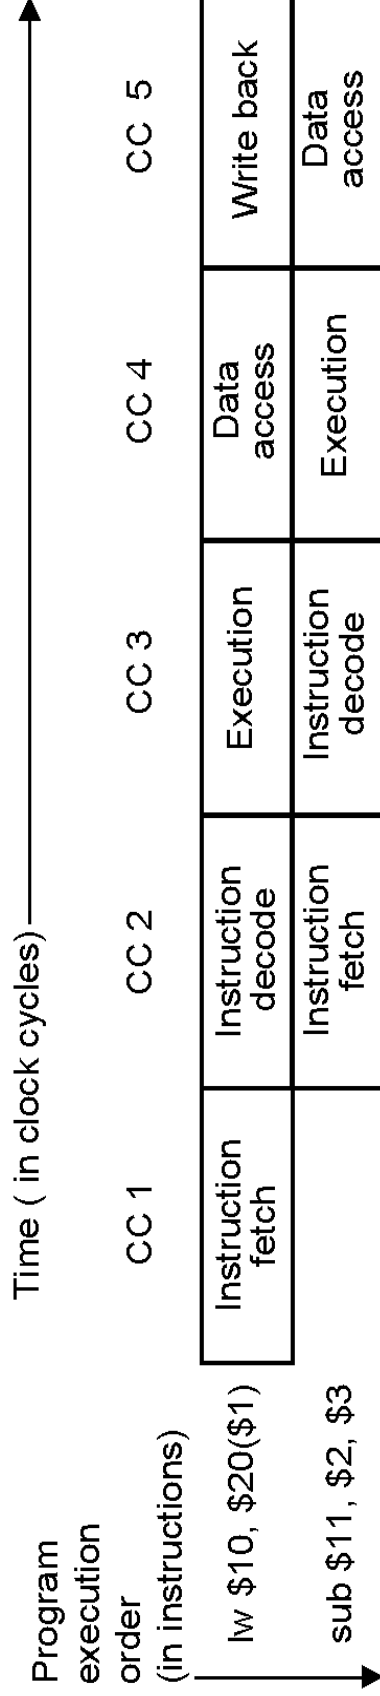 Time ( in clock cycles)
Program
execution
order
(in instructions)
CC 1
CC 2
CC 3
CC 4
CC 5
lw $10, $20($1)
Instruction
fetch
Instruction
decode
Execution
Data
access
Write back
sub $11, $2, $3
Instruction
fetch
Instruction
decode
Execution
Data
access